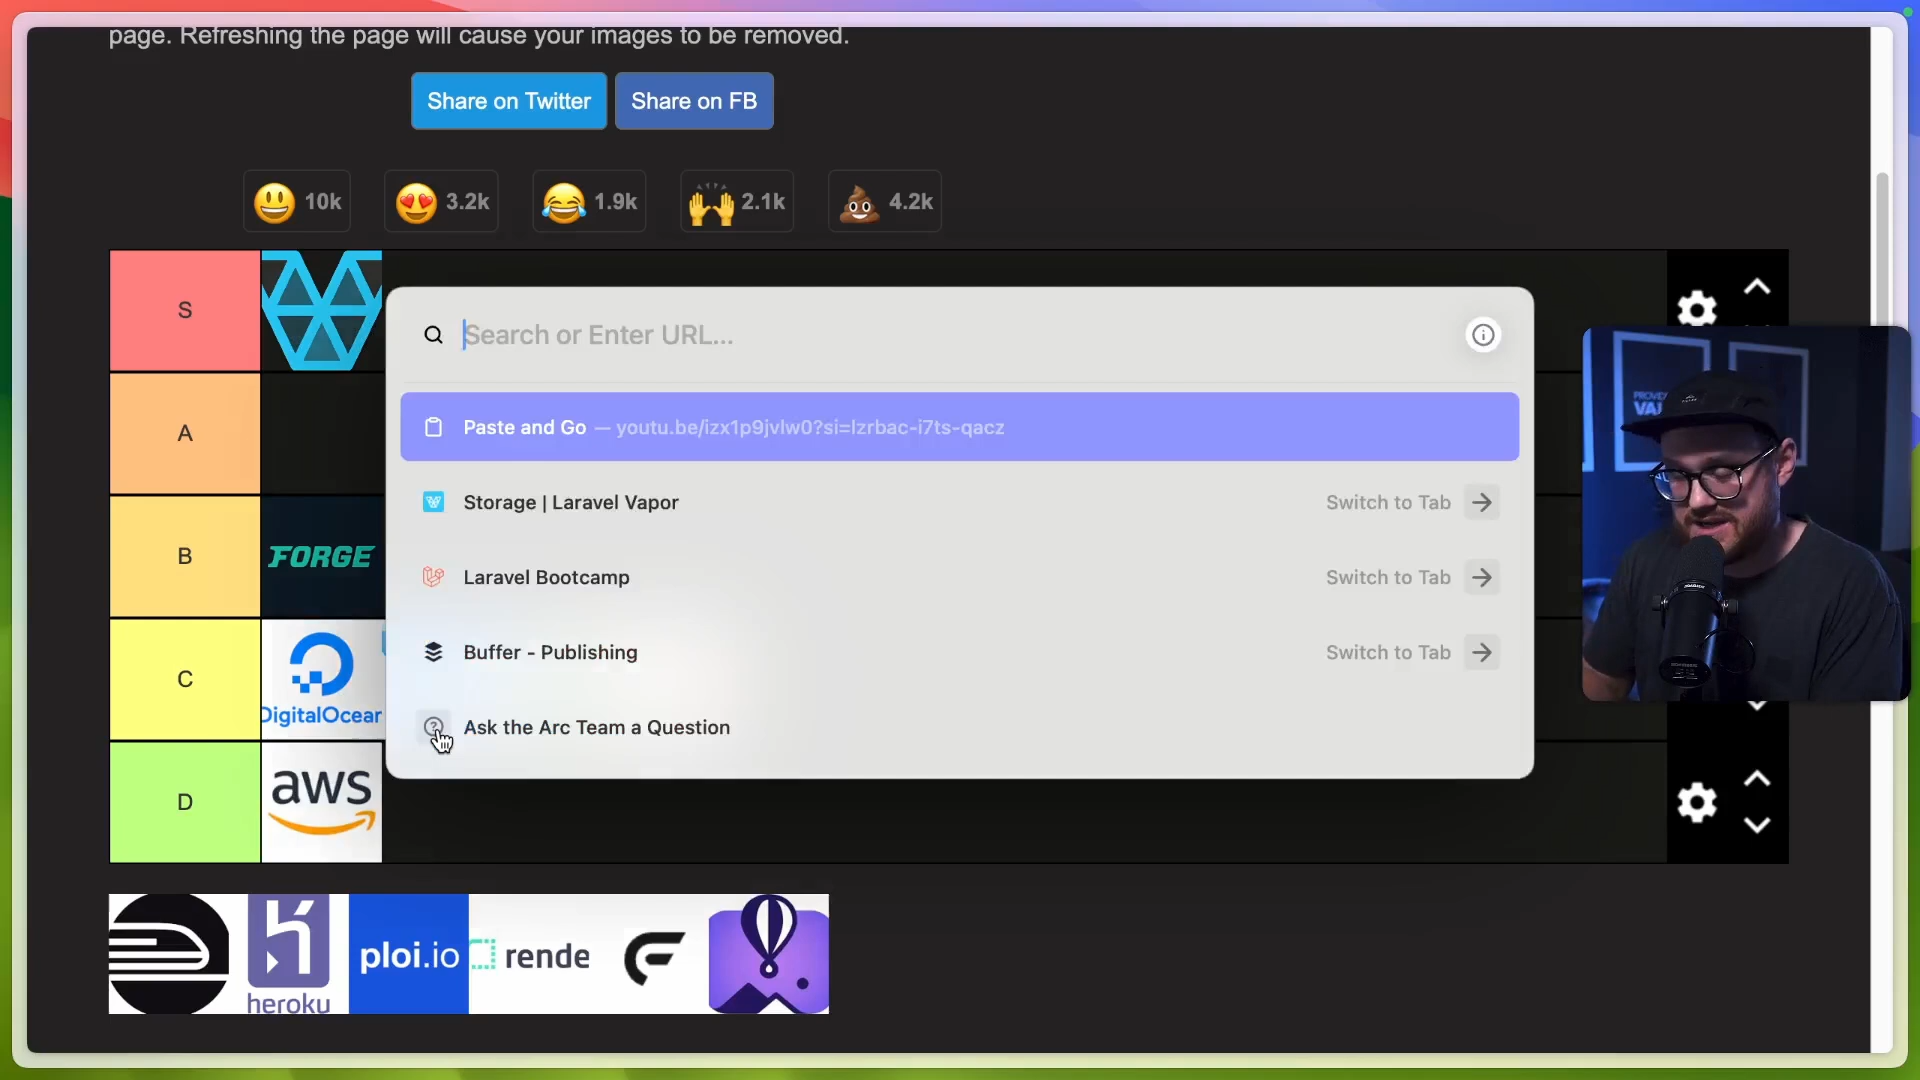 page. Refreshing the page will cause your images to be removed.
Share on Twitter
Share on FB
10k
3.2k
1.9k
2.1k
4.2k
S
A
B
FORGE
C
DigitalOcean
D
aws
Search or Enter URL...
Paste and Go — youtu.be/izx1p9jvlw0?si=lzrbac-i7ts-qacz
Storage | Laravel Vapor
Switch to Tab
Laravel Bootcamp
Switch to Tab
Buffer - Publishing
Switch to Tab
Ask the Arc Team a Question
PROVIDE
VAL
heroku
ploi.io
rende